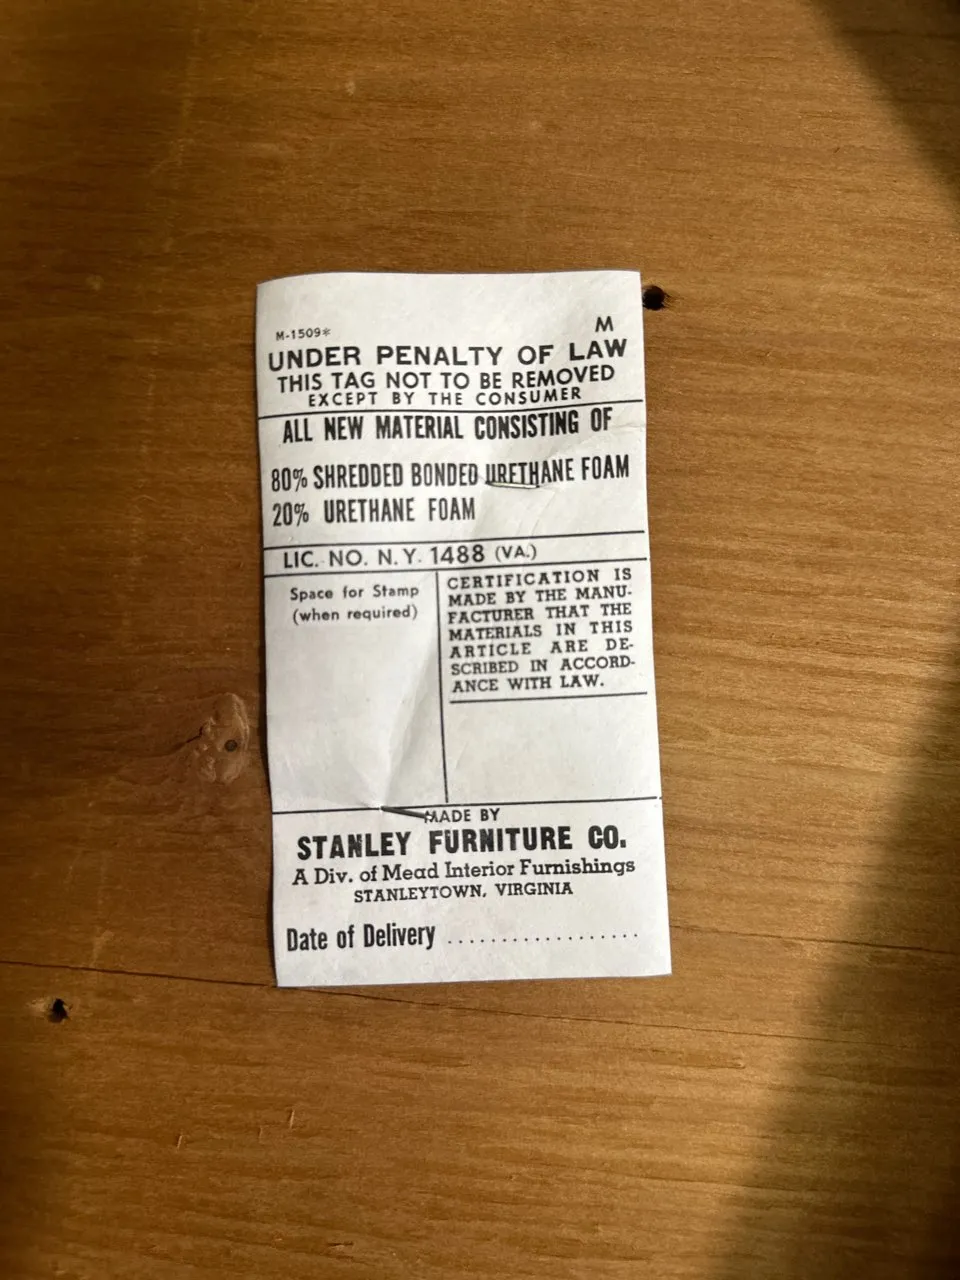 M-1509*
M
UNDER PENALTY OF LAW
THIS TAG NOT TO BE REMOVED
EXCEPT BY THE CONSUMER
ALL NEW MATERIAL CONSISTING OF
80% SHREDDED BONDED URETHANE FOAM
20% URETHANE FOAM
LIC. NO. N.Y. 1488 (VA.)
Space for Stamp
(when required)
CERTIFICATION IS
MADE BY THE MANU-
FACTURER THAT THE
MATERIALS IN THIS
ARTICLE ARE DE-
SCRIBED IN ACCORD-
ANCE WITH LAW.
MADE BY
STANLEY FURNITURE CO.
A Div. of Mead Interior Furnishings
STANLEYTOWN, VIRGINIA
Date of Delivery ..................